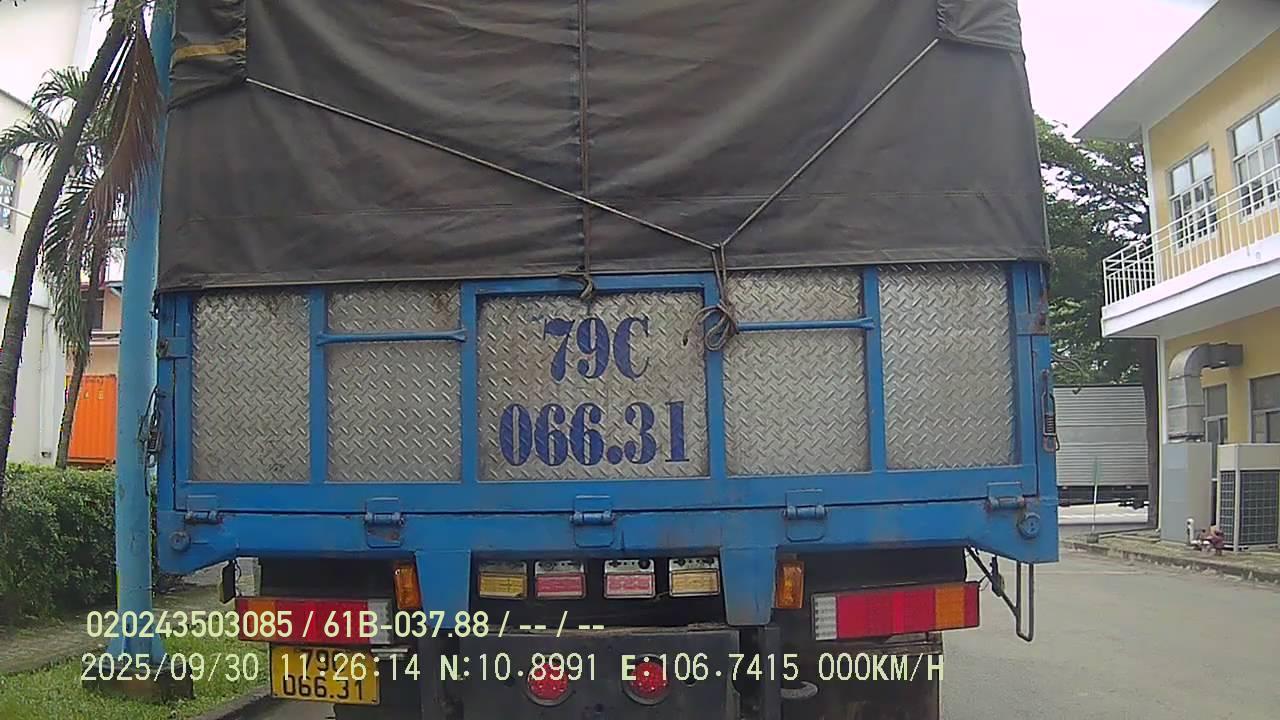 79C
066.31
020243503085 / 61B-037.88 / -- / --
2025/09/30 11:26:14 N:10.8991 E:106.7415 000KM/H
79C
066.31